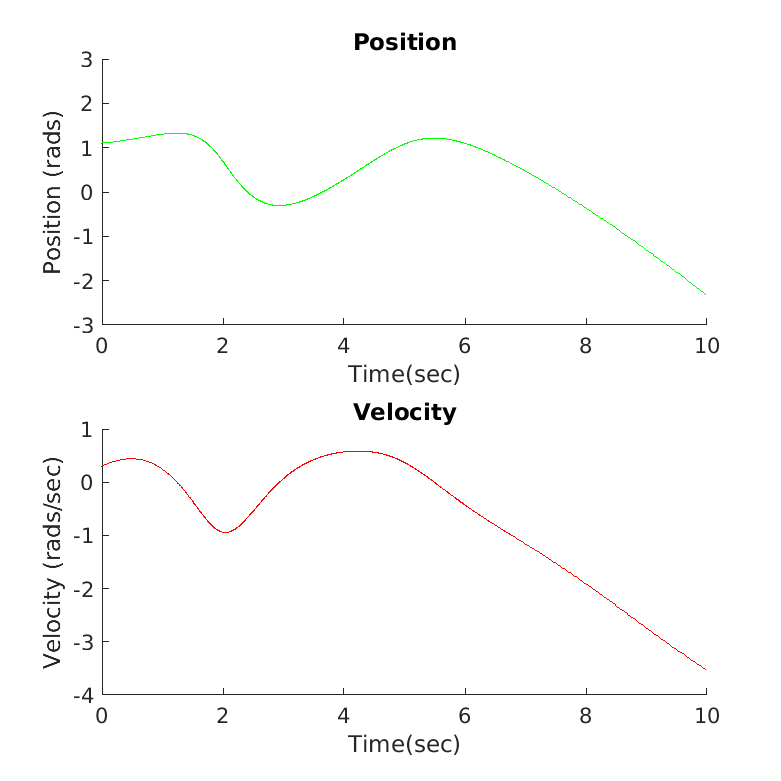 Position
3
2
1
0
-1
-2
-3
Position (rads)
0 2 4 6 8 10
Time(sec)
Velocity
1
0
-1
-2
-3
-4
Velocity (rads/sec)
0 2 4 6 8 10
Time(sec)